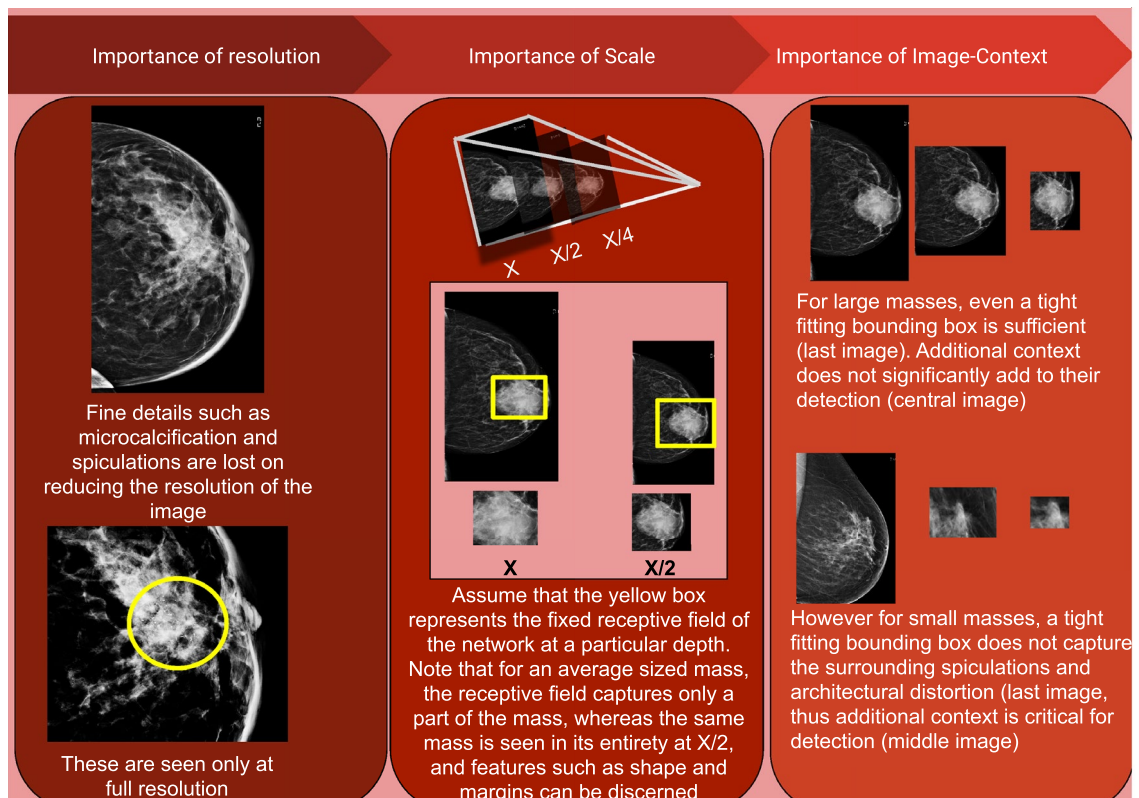 Importance of resolution
Importance of Scale
Importance of Image-Context
Fine details such as
microcalcification and
spiculations are lost on
reducing the resolution of the
image
These are seen only at
full resolution
X
X/2
X/4
X
X/2
Assume that the yellow box
represents the fixed receptive field of
the network at a particular depth.
Note that for an average sized mass,
the receptive field captures only a
part of the mass, whereas the same
mass is seen in its entirety at X/2,
and features such as shape and
margins can be discerned
For large masses, even a tight
fitting bounding box is sufficient
(last image). Additional context
does not significantly add to their
detection (central image)
However for small masses, a tight
fitting bounding box does not capture
the surrounding spiculations and
architectural distortion (last image,
thus additional context is critical for
detection (middle image)